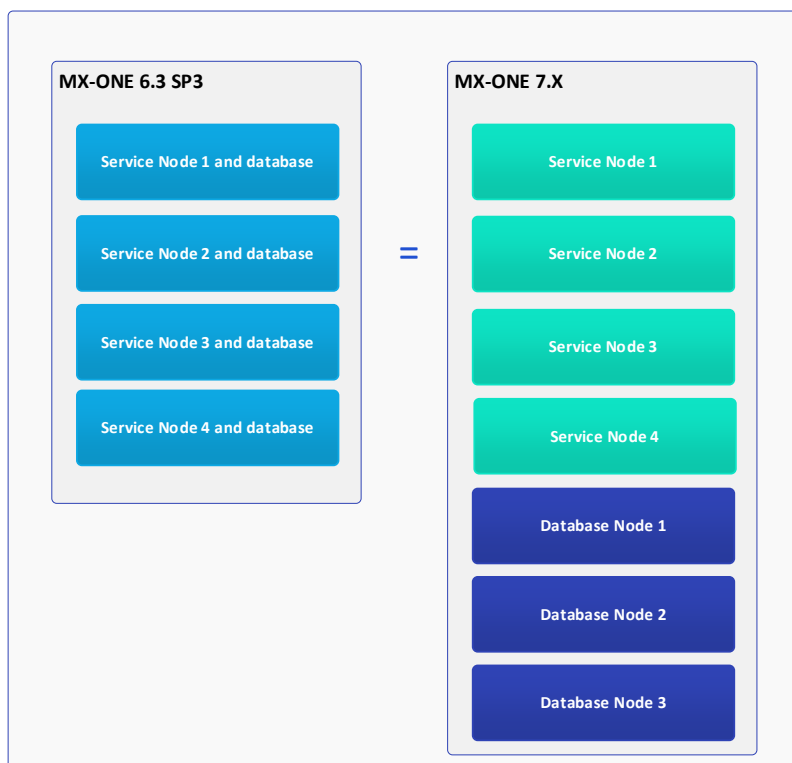 MX-ONE 6.3 SP3
Service Node 1 and database
Service Node 2 and database
Service Node 3 and database
Service Node 4 and database
=
MX-ONE 7.X
Service Node 1
Service Node 2
Service Node 3
Service Node 4
Database Node 1
Database Node 2
Database Node 3